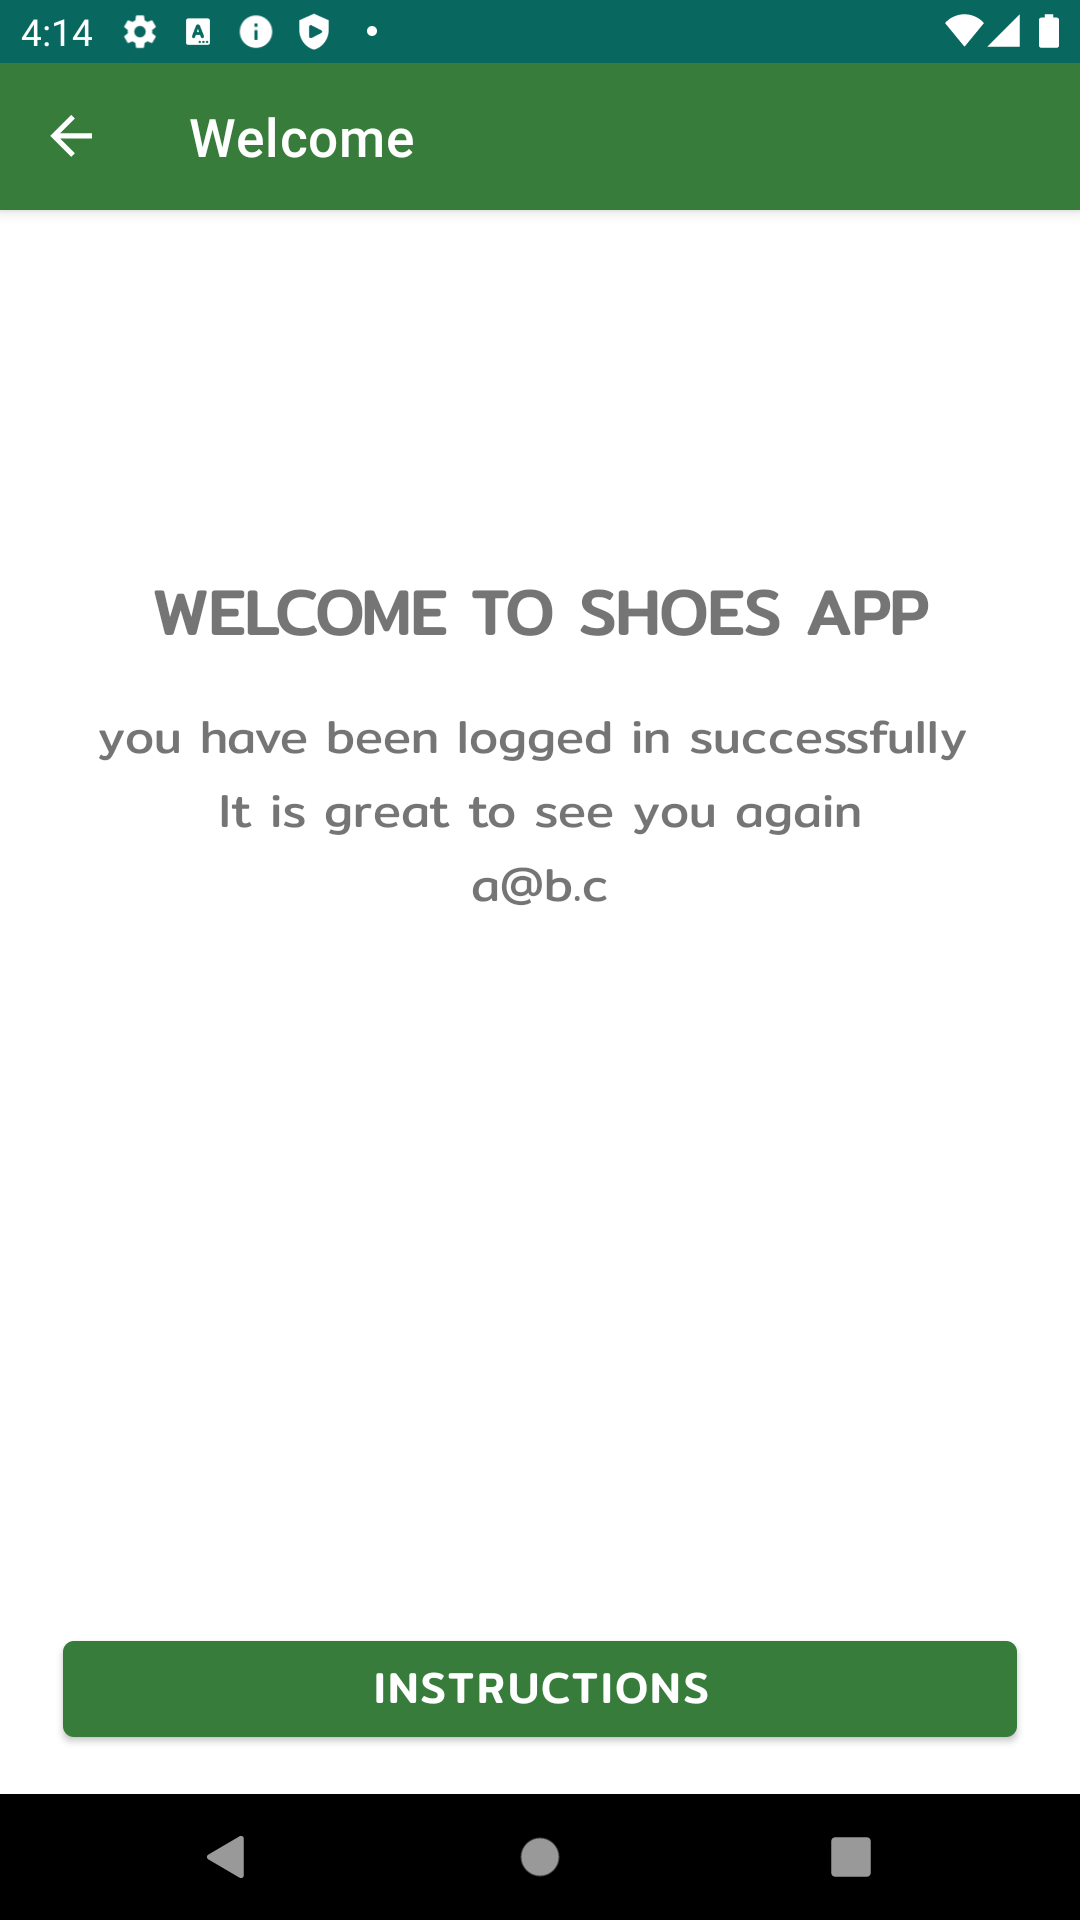 4:14
Welcome
WELCOME TO SHOES APP
you have been logged in successfully
It is great to see you again
a@b.c
INSTRUCTIONS